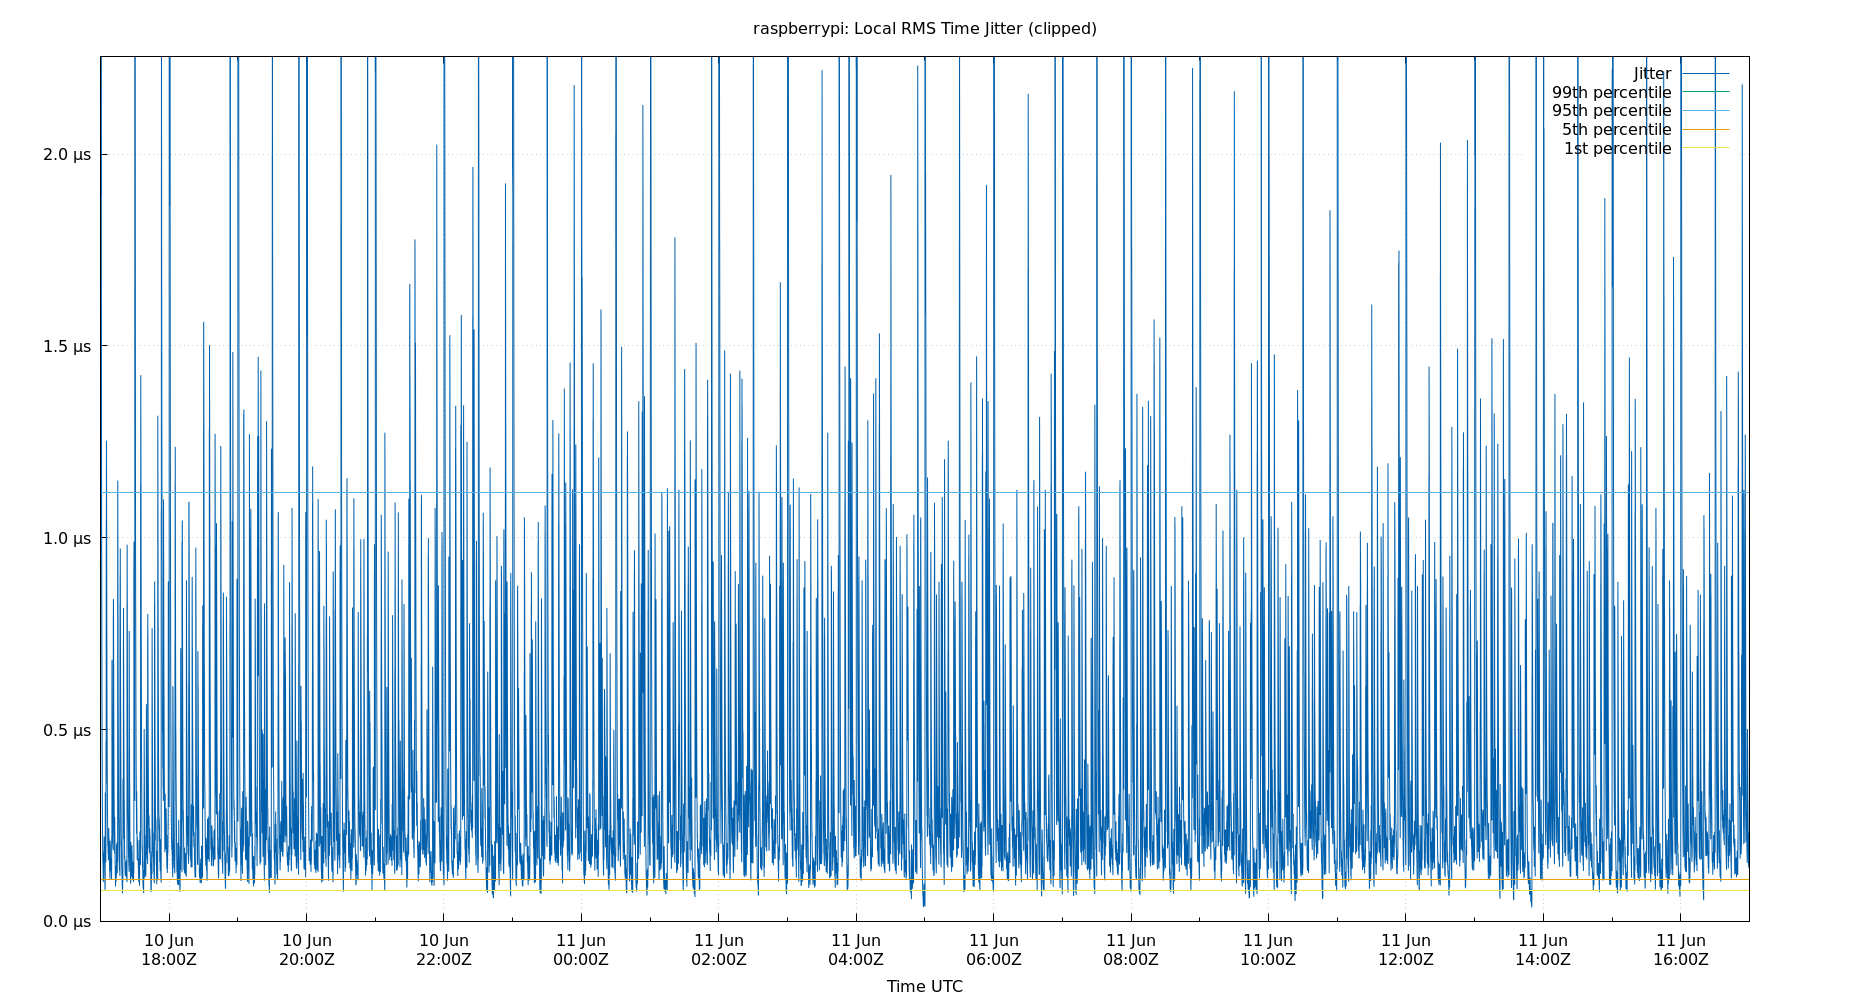 raspberrypi: Local RMS Time Jitter (clipped)
Jitter
99th percentile
95th percentile
5th percentile
1st percentile
2.0 µs
1.5 µs
1.0 µs
0.5 µs
0.0 µs
10 Jun 10 Jun 10 Jun 11 Jun 11 Jun 11 Jun 11 Jun 11 Jun 11 Jun 11 Jun 11 Jun 11 Jun
18:00Z 20:00Z 22:00Z 00:00Z 02:00Z 04:00Z 06:00Z 08:00Z 10:00Z 12:00Z 14:00Z 16:00Z
Time UTC